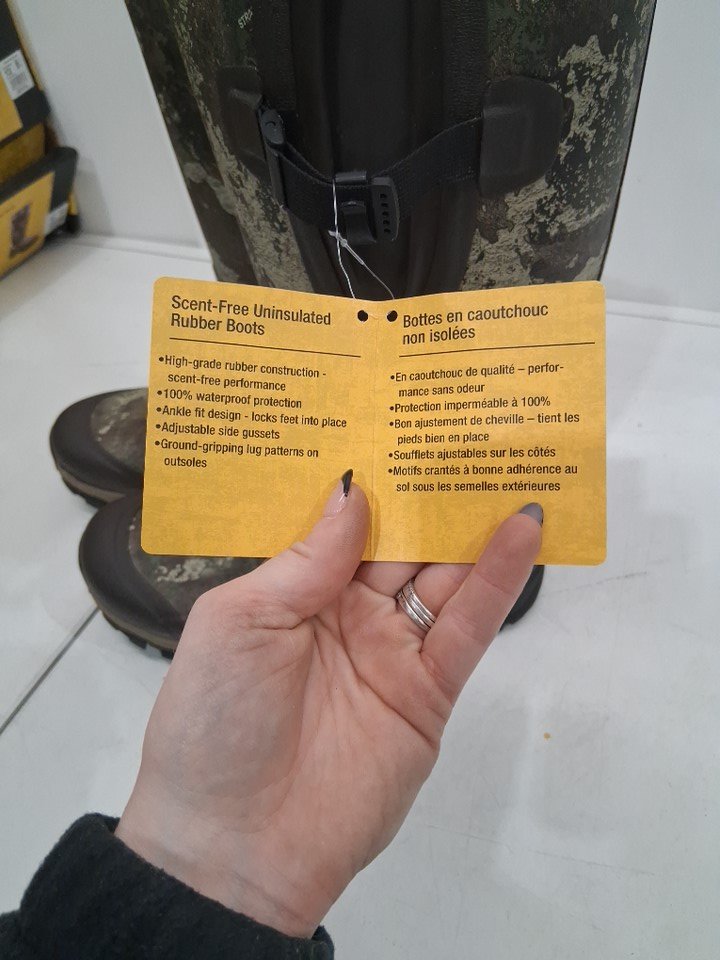 Scent-Free Uninsulated
Rubber Boots
•High-grade rubber construction -
scent-free performance
•100% waterproof protection
•Ankle fit design - locks feet into place
•Adjustable side gussets
•Ground-gripping lug patterns on
outsoles
Bottes en caoutchouc
non isolées
•En caoutchouc de qualité – perfor-
mance sans odeur
•Protection imperméable à 100%
•Bon ajustement de cheville – tient les
pieds bien en place
•Soufflets ajustables sur les côtés
•Motifs crantés à bonne adhérence au
sol sous les semelles extérieures